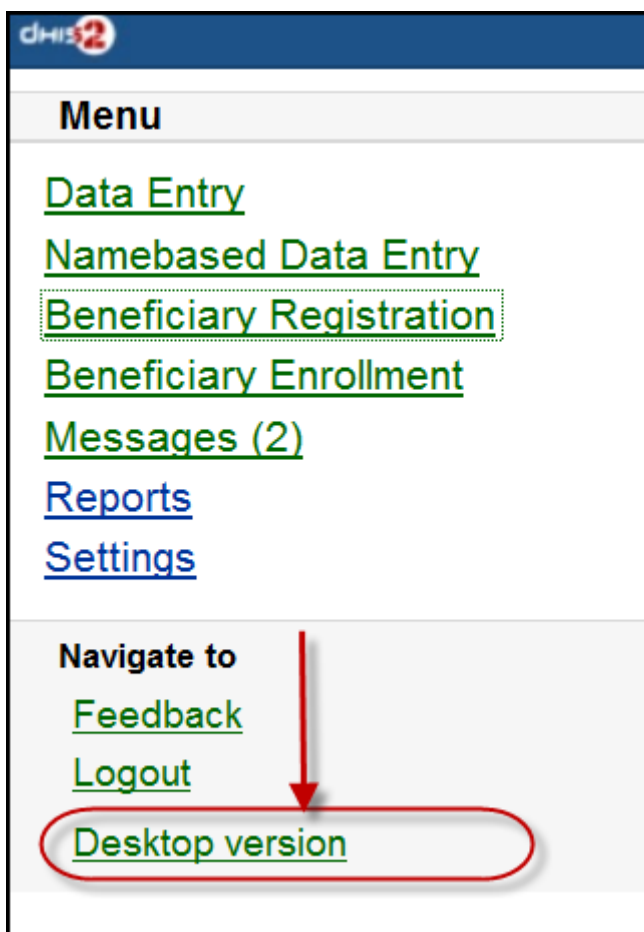 dHIS2
Menu
Data Entry
Namebased Data Entry
Beneficiary Registration
Beneficiary Enrollment
Messages (2)
Reports
Settings
Navigate to
Feedback
Logout
Desktop version